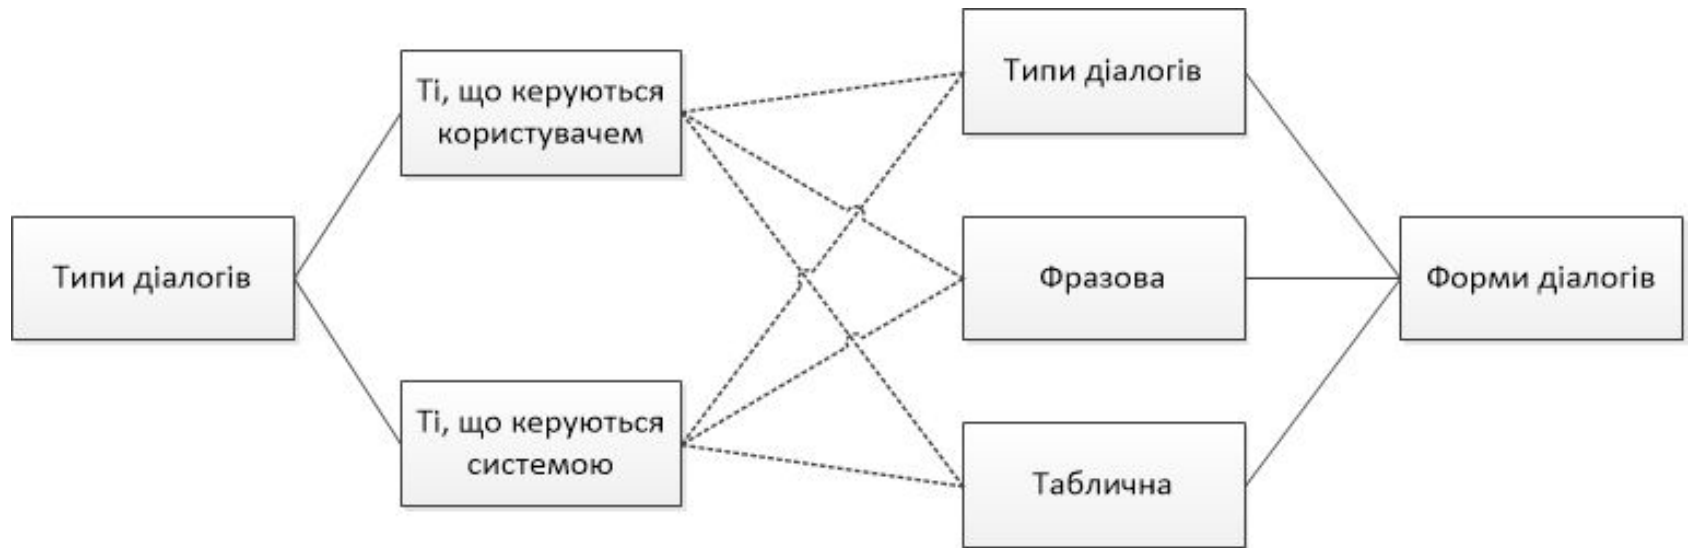 Типи діалогів
Ті, що керуються
користувачем
Ті, що керуються
системою
Типи діалогів
Фразова
Таблична
Форми діалогів